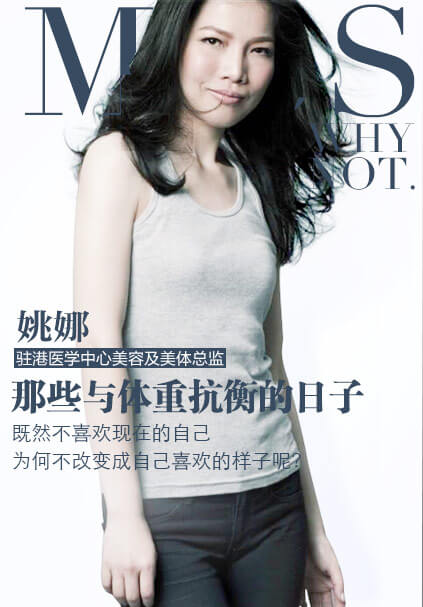 M S
WHY
NOT.
姚娜
驻港医学中心美容及美体总监
那些与体重抗衡的日子
既然不喜欢现在的自己
为何不改变成自己喜欢的样子呢?